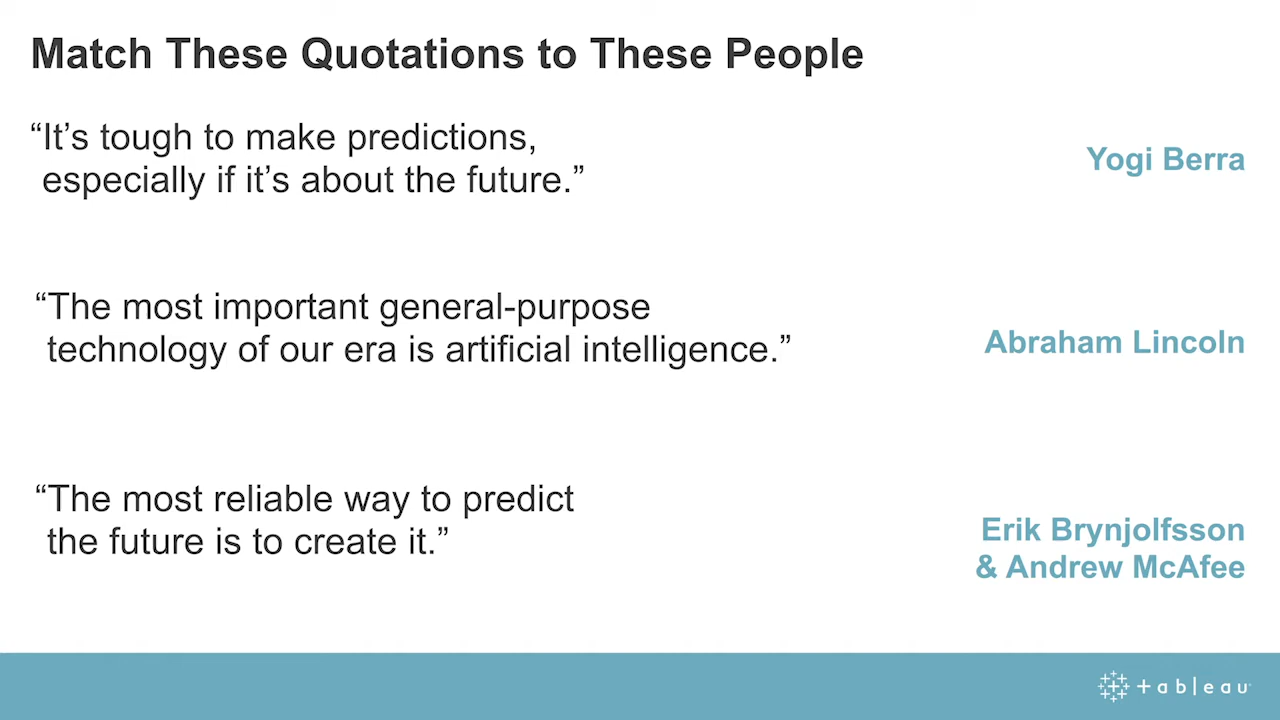 Match These Quotations to These People
“It’s tough to make predictions,
especially if it’s about the future.”
Yogi Berra
“The most important general-purpose
technology of our era is artificial intelligence.”
Abraham Lincoln
“The most reliable way to predict
the future is to create it.”
Erik Brynjolfsson
& Andrew McAfee
+ableau